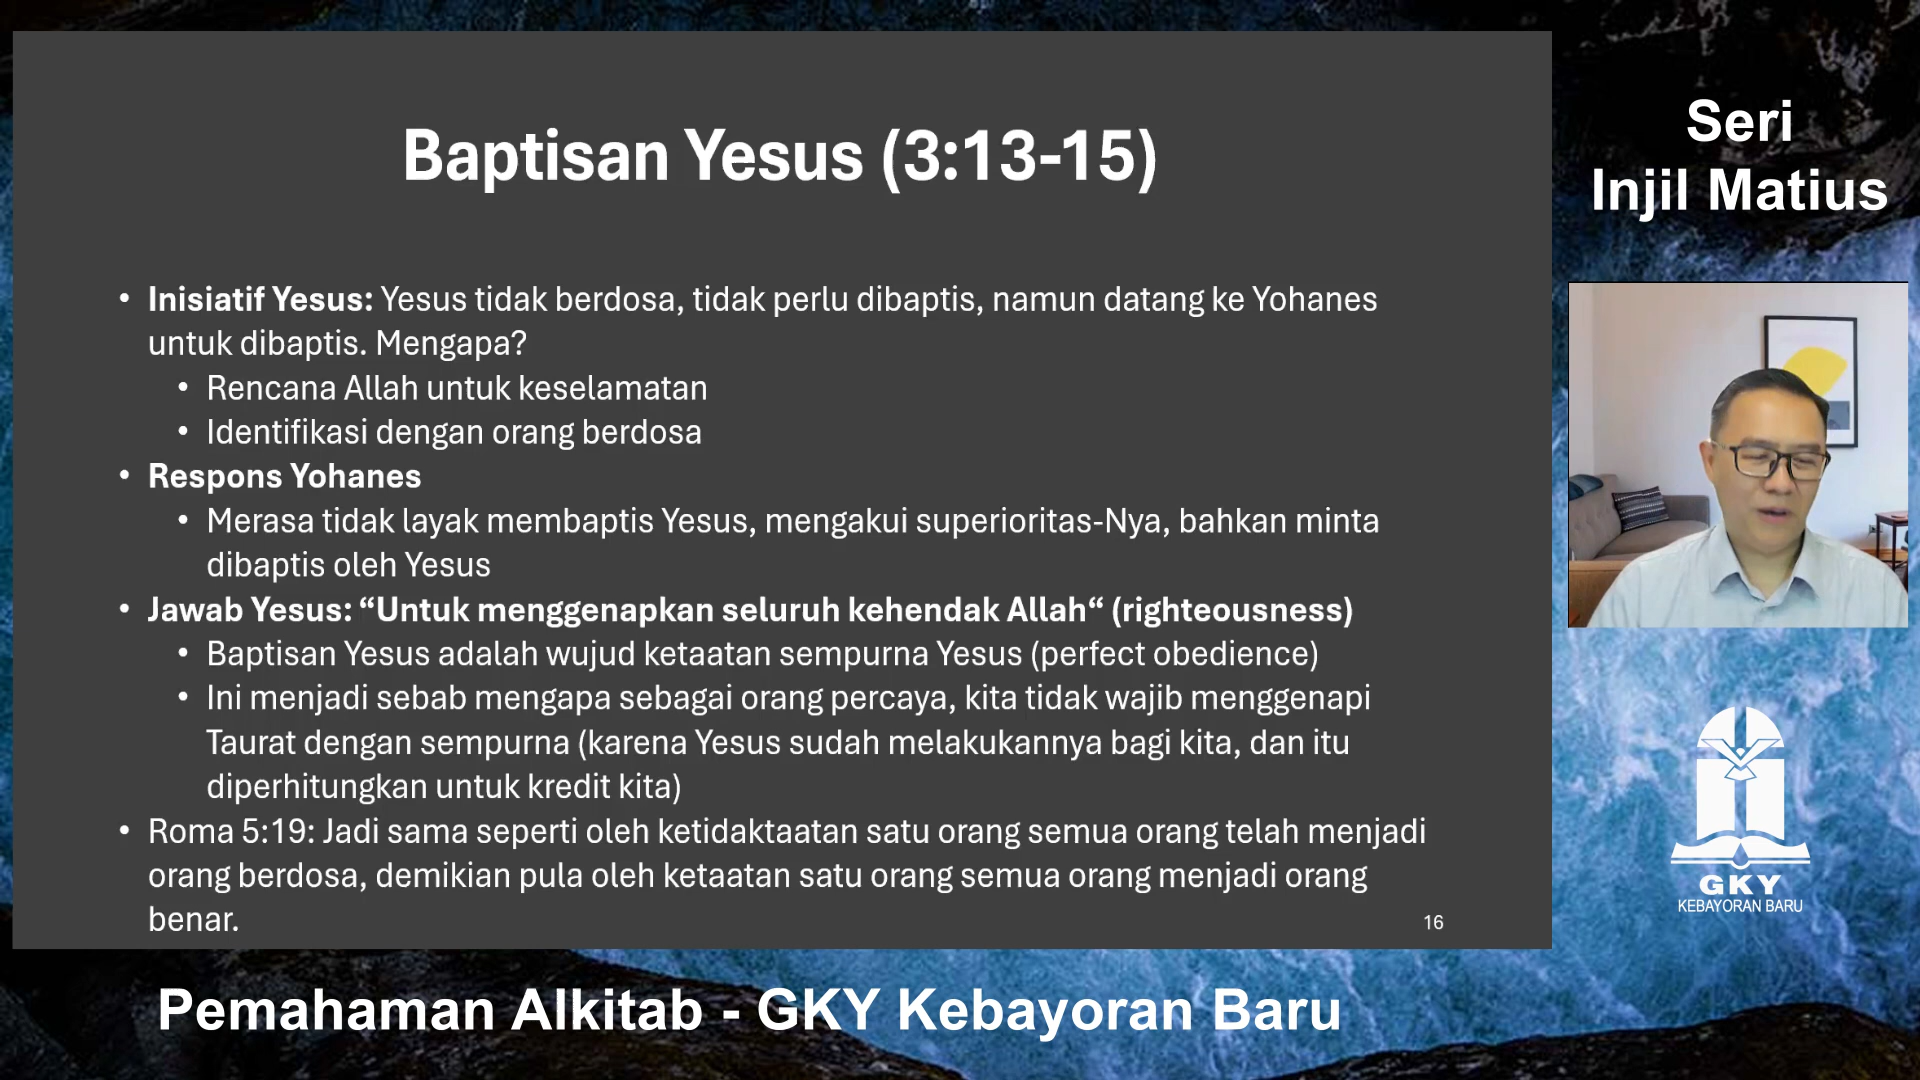 Baptisan Yesus (3:13-15)
• Inisiatif Yesus: Yesus tidak berdosa, tidak perlu dibaptis, namun datang ke Yohanes
untuk dibaptis. Mengapa?
• Rencana Allah untuk keselamatan
• Identifikasi dengan orang berdosa
• Respons Yohanes
• Merasa tidak layak membaptis Yesus, mengakui superioritas-Nya, bahkan minta
dibaptis oleh Yesus
• Jawab Yesus: “Untuk menggenapkan seluruh kehendak Allah“ (righteousness)
• Baptisan Yesus adalah wujud ketaatan sempurna Yesus (perfect obedience)
• Ini menjadi sebab mengapa sebagai orang percaya, kita tidak wajib menggenapi
Taurat dengan sempurna (karena Yesus sudah melakukannya bagi kita, dan itu
diperhitungkan untuk kredit kita)
• Roma 5:19: Jadi sama seperti oleh ketidaktaatan satu orang semua orang telah menjadi
orang berdosa, demikian pula oleh ketaatan satu orang semua orang menjadi orang
benar.
16
Seri
Injil Matius
GKY
KEBAYORAN BARU
Pemahaman Alkitab - GKY Kebayoran Baru